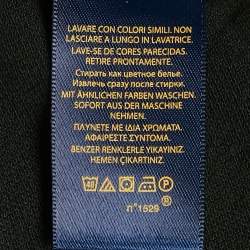 LAVARE CON COLORI SIMILI. NON
LASCIARE A LUNGO IN LAVATRICE.
LAVE-SE DE CORES PARECIDAS.
RETIRE PRONTAMENTE.
Стирать как цветное белье.
Извлечь сразу после стирки.
MIT ÄHNLICHEN FARBEN WASCHEN.
SOFORT AUS DER MASCHINE
NEHMEN.
ΠΛΥΝΕΤΕ ΜΕ ΙΔΙΑ ΧΡΩΜΑΤΑ.
ΑΦΑΙΡΕΣΤΕ ΣΥΝΤΟΜΑ
BENZER RENKLERLE YIKAYINIZ.
HEMEN ÇIKARTINIZ.
40
n°1529